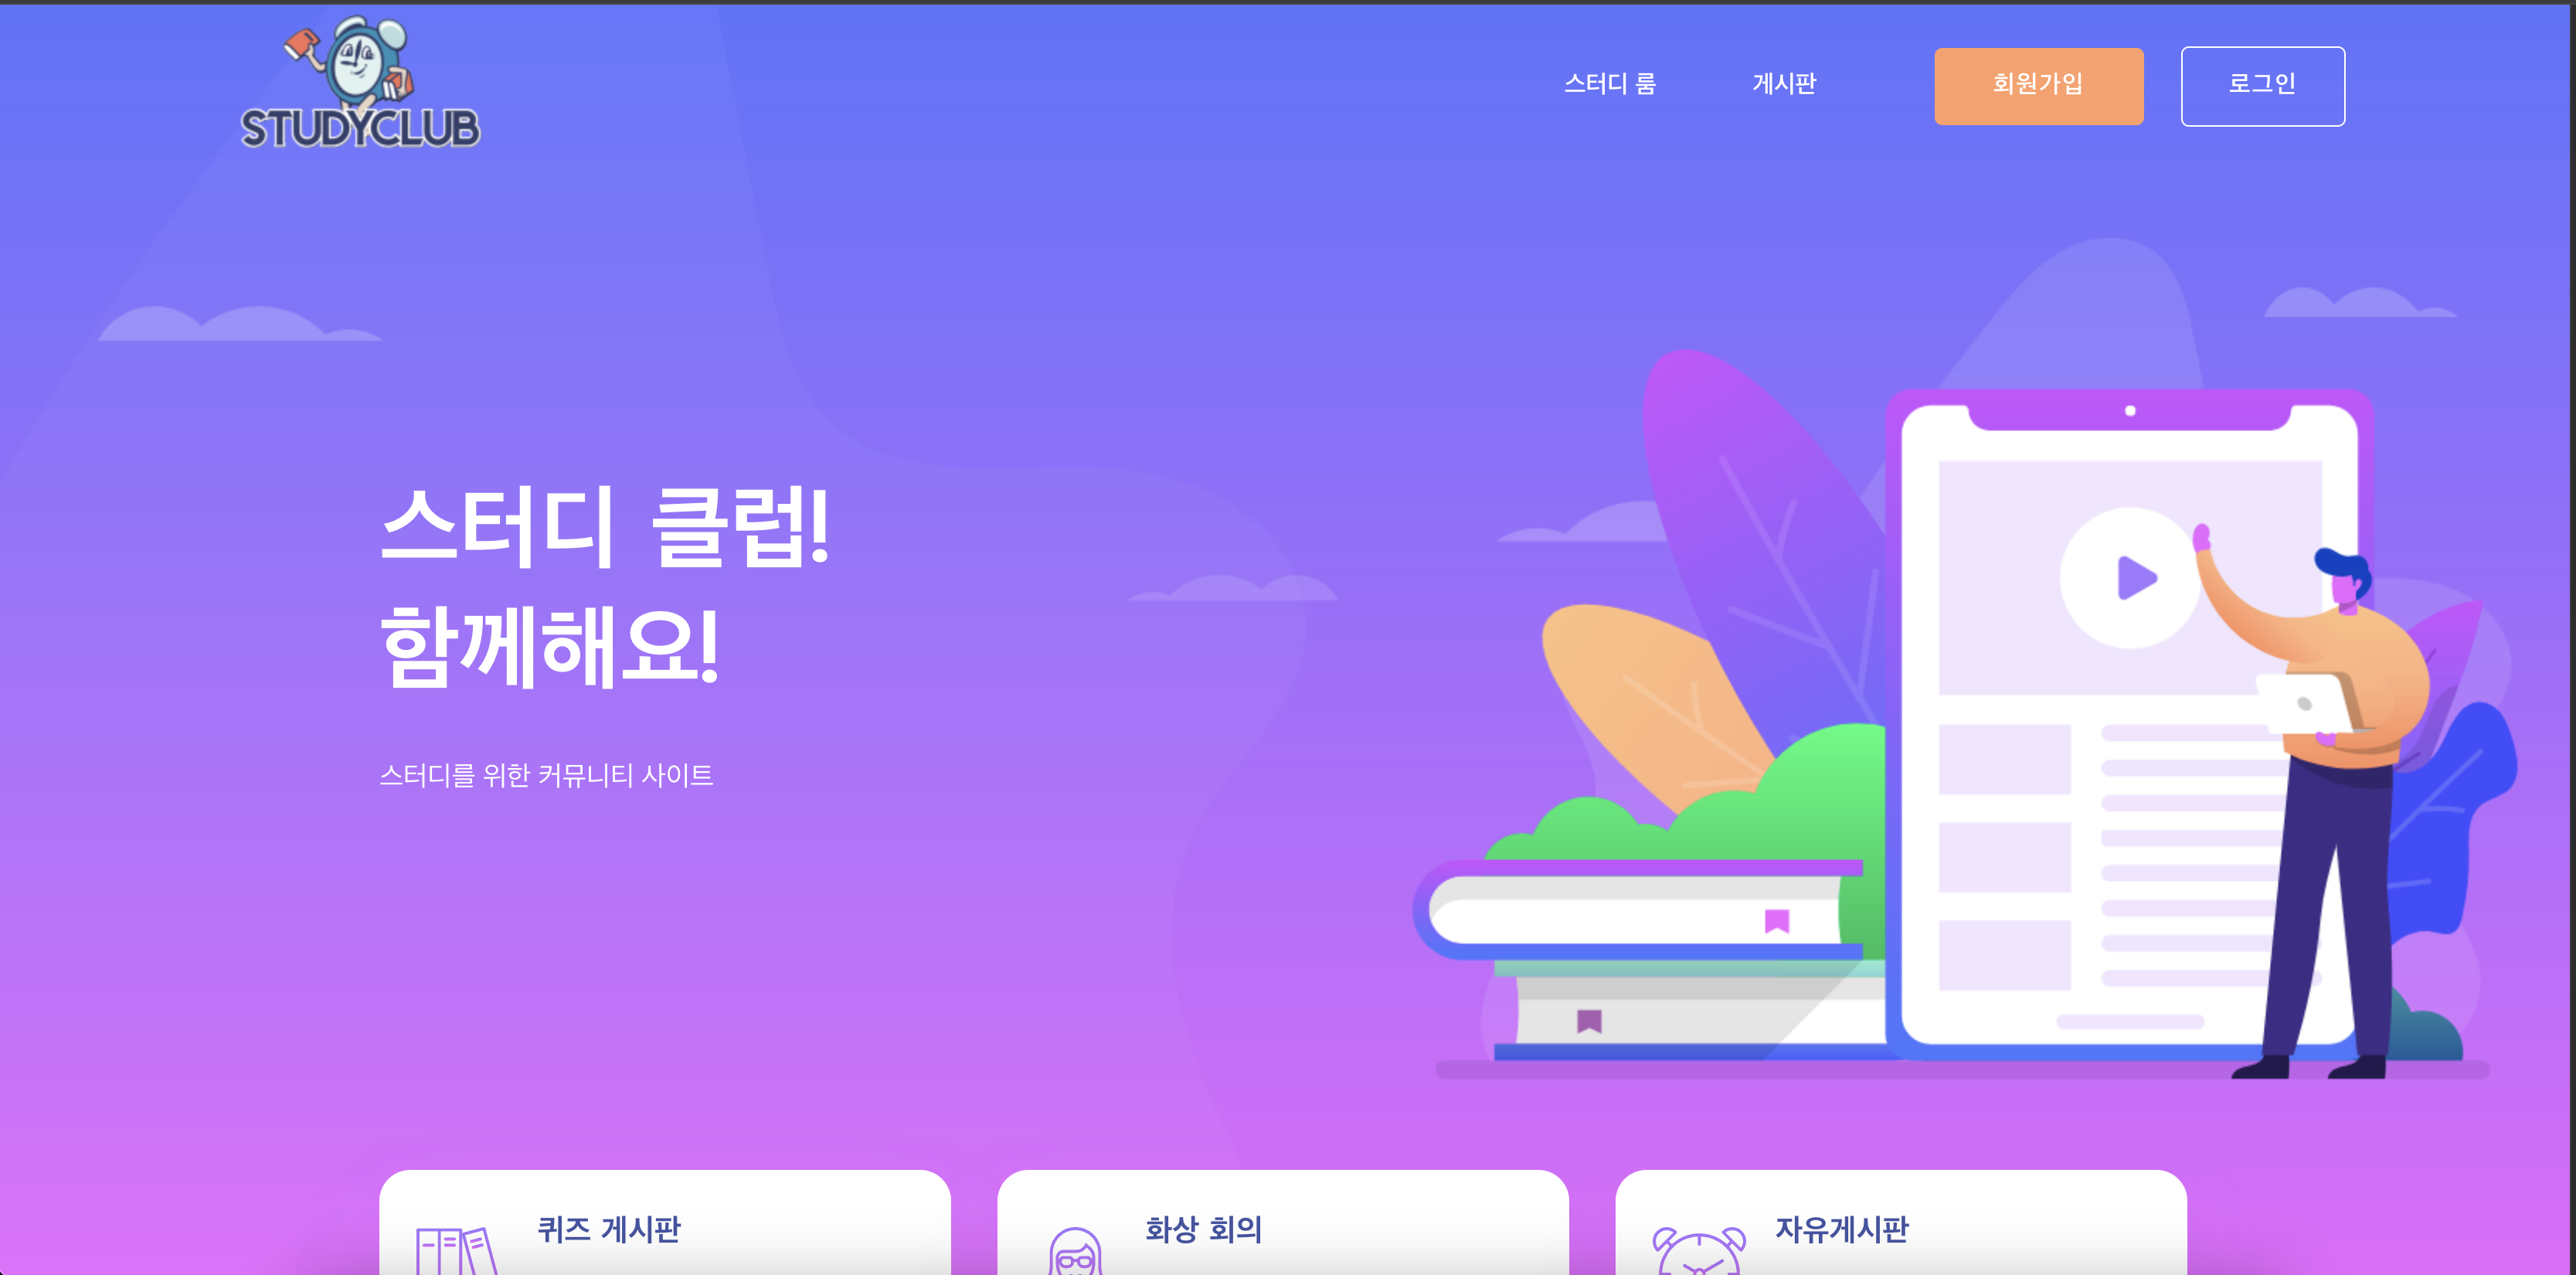 STUDYCLUB
스터디 룸
게시판
회원가입
로그인
스터디 클럽!
함께해요!
스터디를 위한 커뮤니티 사이트
퀴즈 게시판
화상 회의
자유게시판